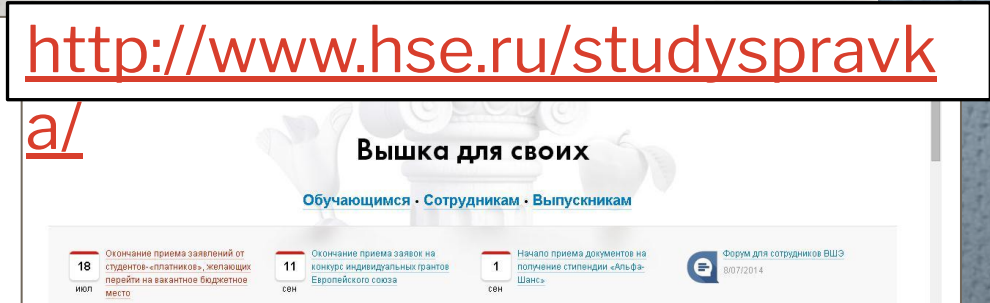 http://www.hse.ru/studyspravk
a/
Вышка для своих
Обучающимся · Сотрудникам · Выпускникам
18
июл
Окончание приема заявлений от
студентов-«платников», желающих
перейти на вакантное бюджетное
место
11
сен
Окончание приема заявок на
конкурс индивидуальных грантов
Европейского союза
1
сен
Начало приема документов на
получение стипендии «Альфа-
Шанс»
Форум для сотрудников ВШЭ
8/07/2014